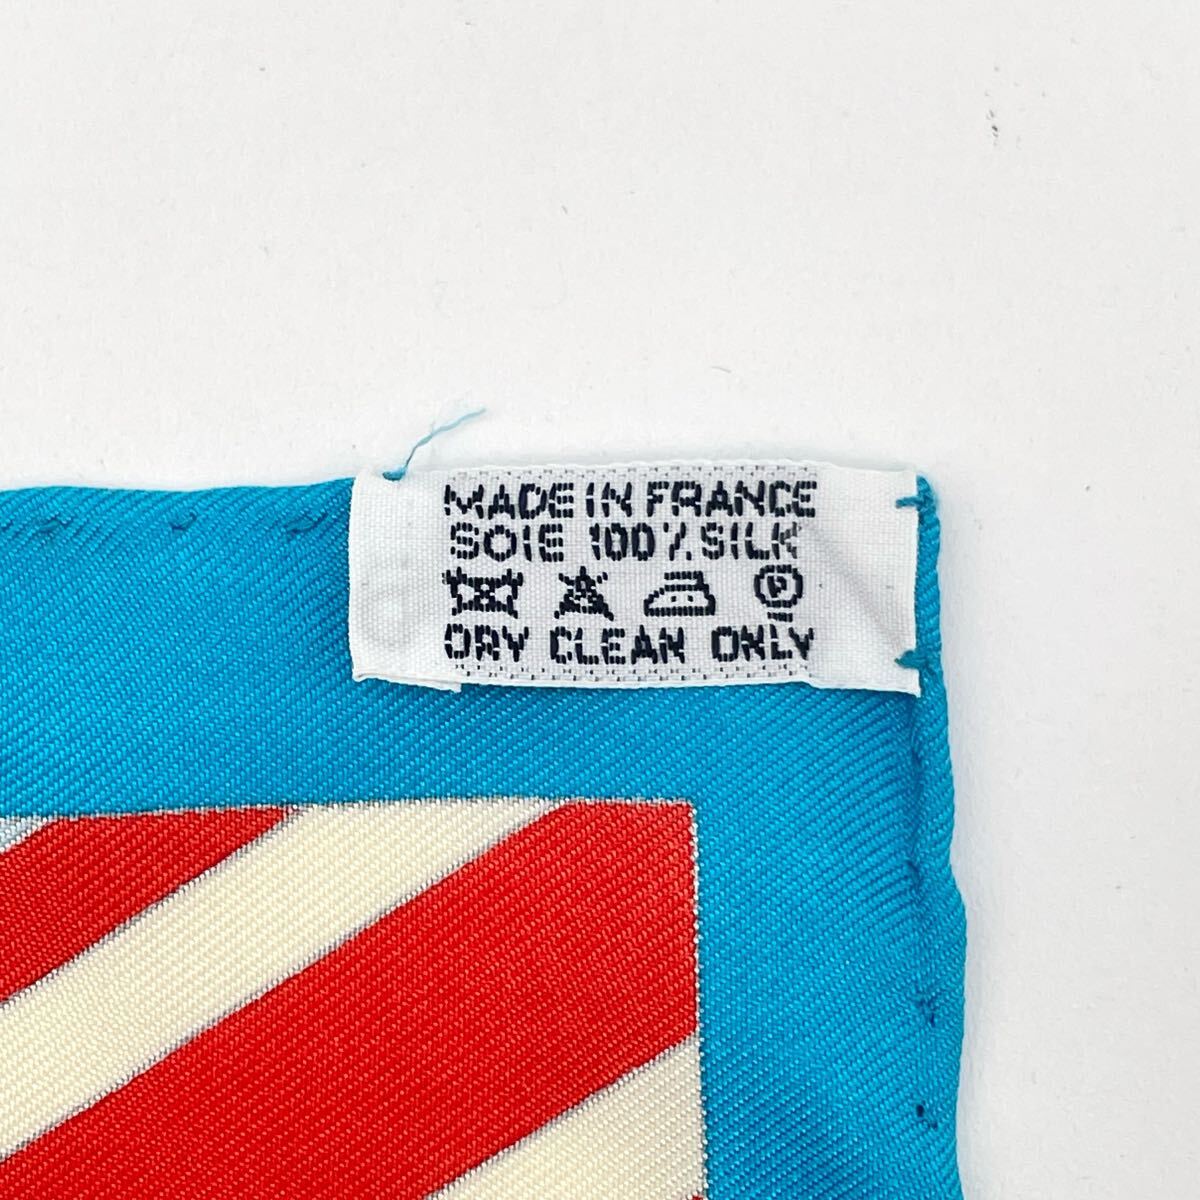 MADE IN FRANCE
SOIE 100% SILK
P
DRY CLEAN ONLY